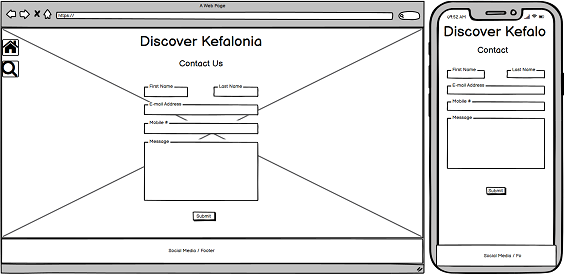 A Web Page
https://
Discover Kefalonia
Contact Us
First Name
Last Name
E-mail Address
Mobile #
Message
Submit
Social Media / Footer
09:52 AM
Discover Kefalo
Contact
First Name
Last Name
E-mail Address
Mobile #
Message
Submit
Social Media / Fo